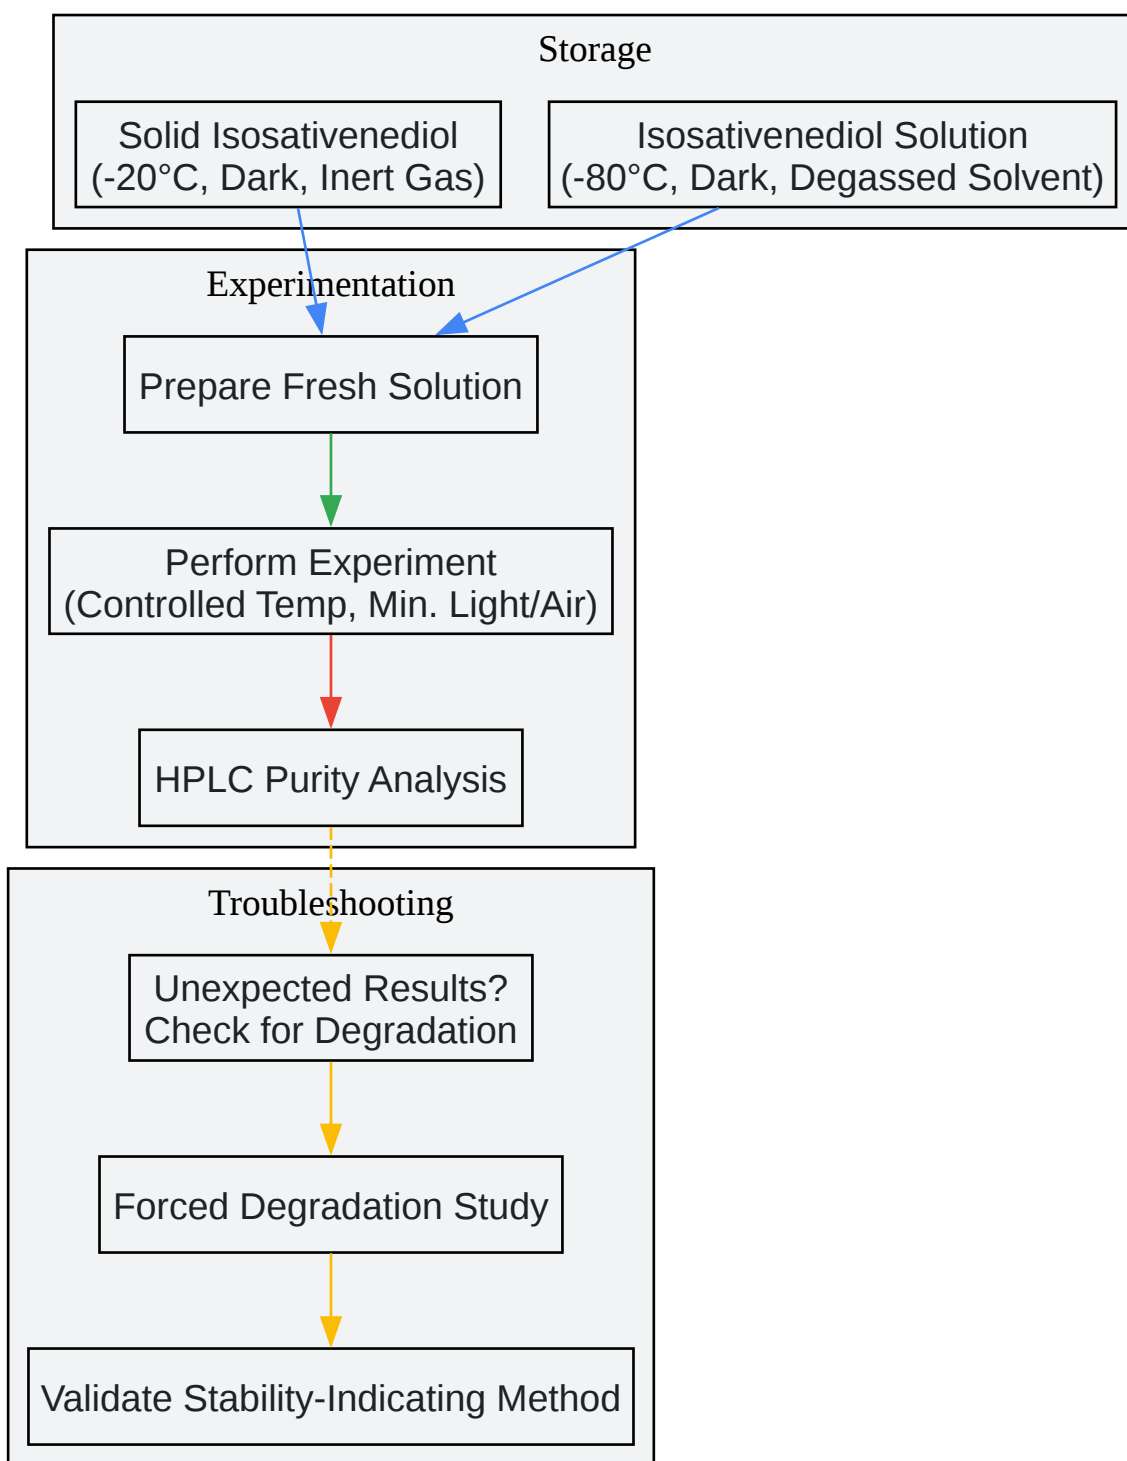 Storage
Solid Isosativenediol
(-20°C, Dark, Inert Gas)
Isosativenediol Solution
(-80°C, Dark, Degassed Solvent)
Experimentation
Prepare Fresh Solution
Perform Experiment
(Controlled Temp, Min. Light/Air)
HPLC Purity Analysis
Troubleshooting
Unexpected Results?
Check for Degradation
Forced Degradation Study
Validate Stability-Indicating Method